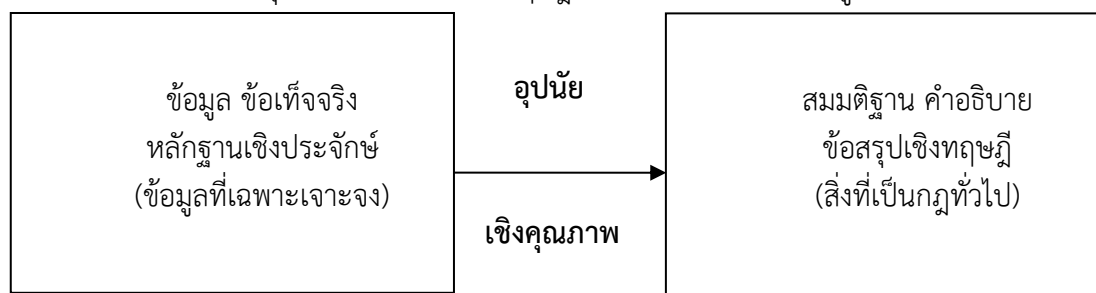 ข้อมูล ข้อเท็จจริง
หลักฐานเชิงประจักษ์
(ข้อมูลที่เฉพาะเจาะจง)
อุปนัย
เชิงคุณภาพ
สมมติฐาน คำอธิบาย
ข้อสรุปเชิงทฤษฎี
(สิ่งที่เป็นกฎทั่วไป)